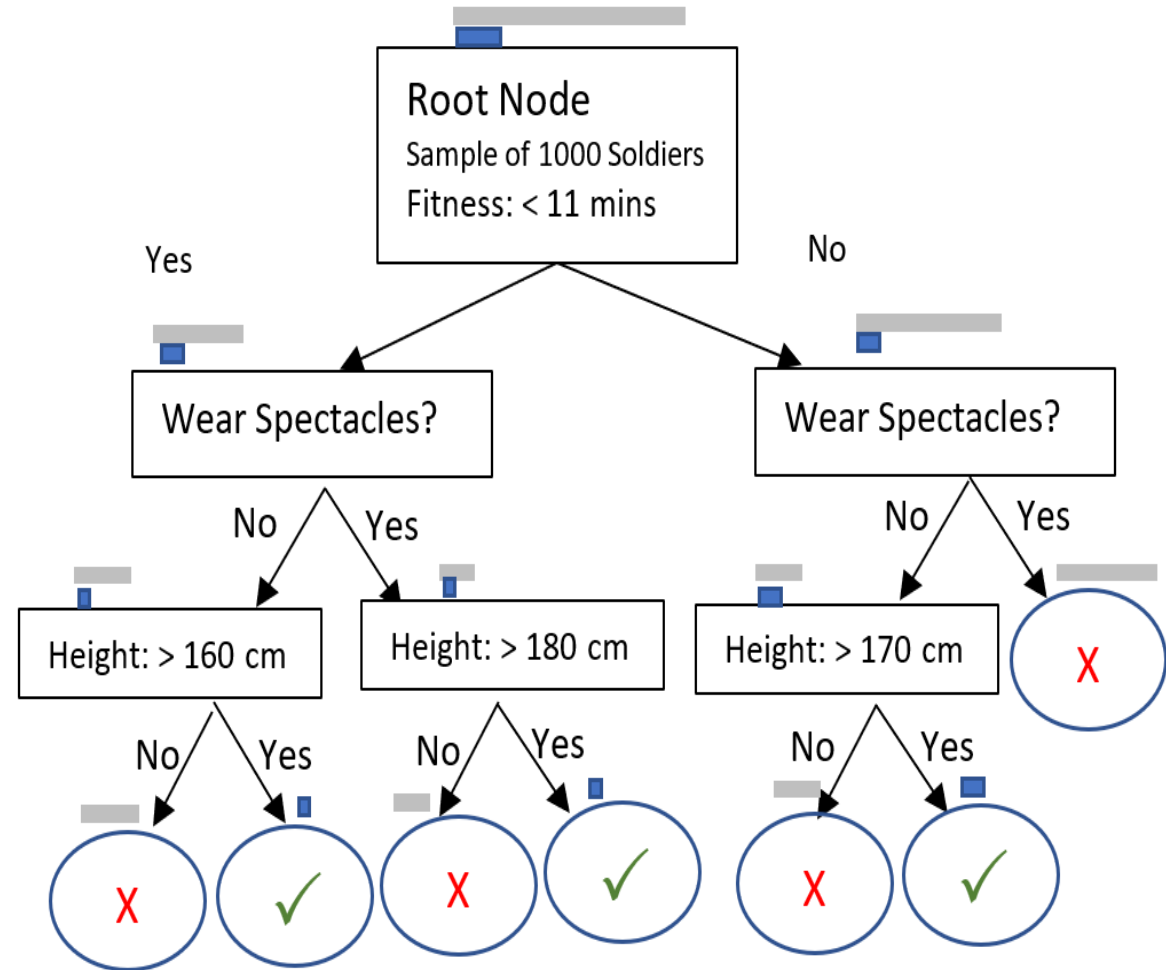 Root Node
Sample of 1000 Soldiers
Fitness: < 11 mins
Yes
No
Wear Spectacles?
Wear Spectacles?
No
Yes
No
Yes
Height: > 160 cm
Height: > 180 cm
Height: > 170 cm
X
No
Yes
No
Yes
No
Yes
X
✓
X
✓
X
✓